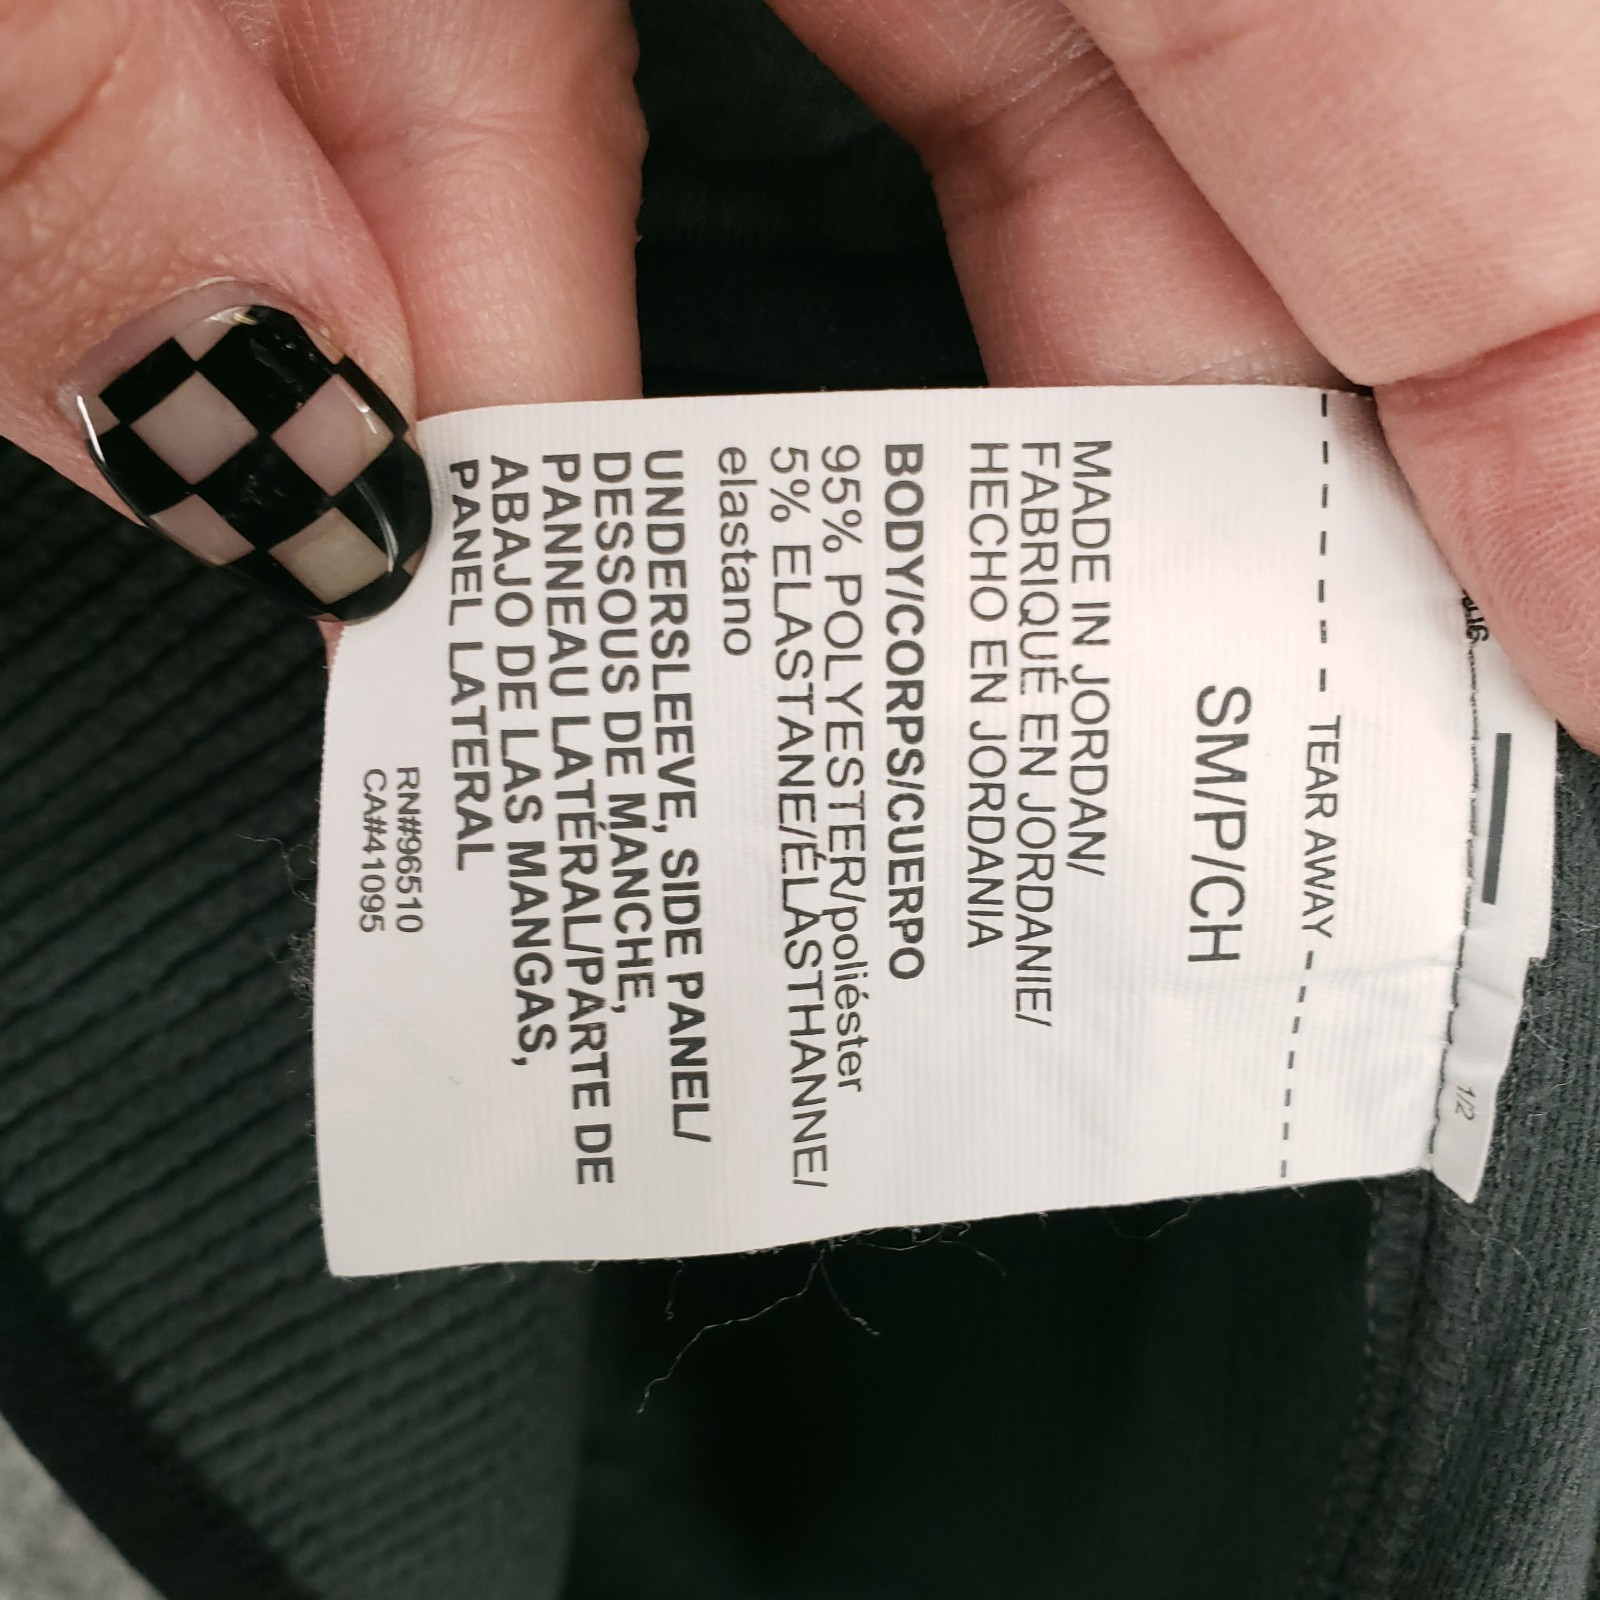 TEAR AWAY
SM/P/CH
MADE IN JORDAN/
FABRIQUÉ EN JORDANIE/
HECHO EN JORDANIA
BODY/CORPS/CUERPO
95% POLYESTER/poliéster
5% ELASTANE/ÉLASTHANNE/
elastano
UNDERSLEEVE, SIDE PANEL/
DESSOUS DE MANCHE,
PANNEAU LATÉRAL/PARTE DE
ABAJO DE LAS MANGAS,
PANEL LATERAL
RN#96510
CA#41095
1/2